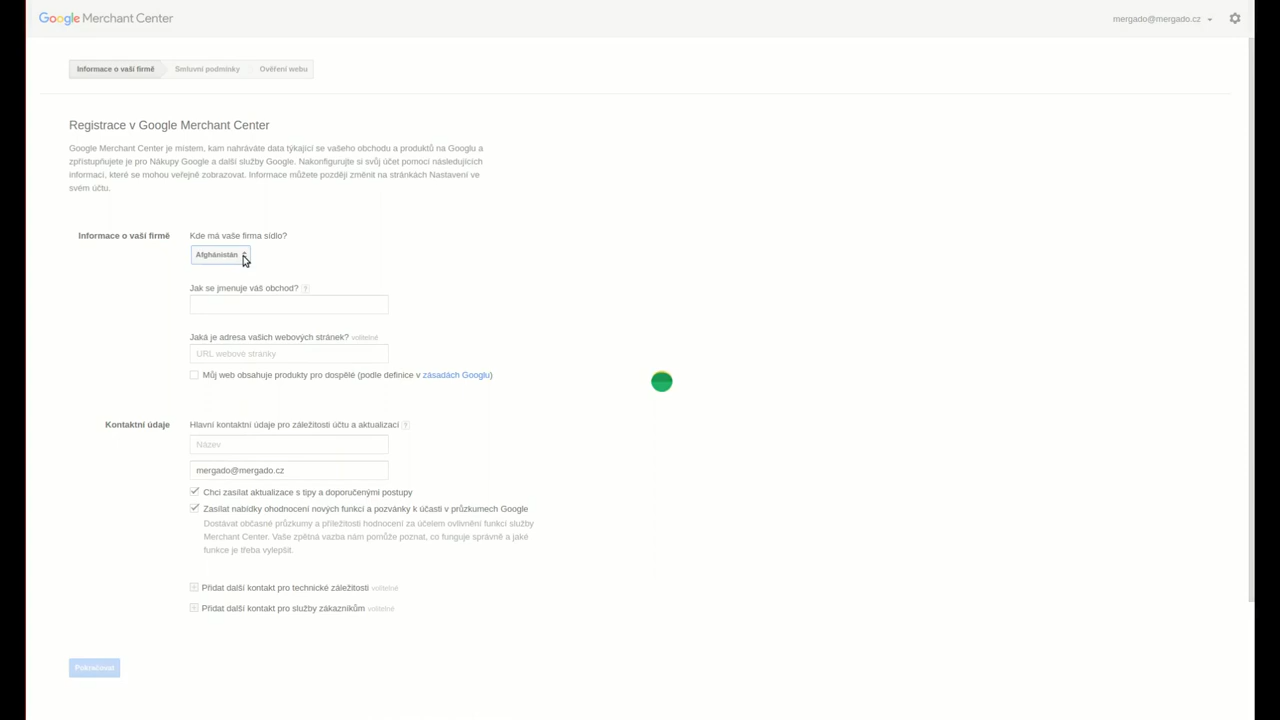 Google Merchant Center
mergado@mergado.cz
Informace o vaší firmě
Smluvní podmínky
Ověření webu
Registrace v Google Merchant Center
Google Merchant Center je místem, kam nahráváte data týkající se vašeho obchodu a produktů na Googlu a
zpřístupňujete je pro Nákupy Google a další služby Google. Nakonfigurujte si svůj účet pomocí následujících
informací, které se mohou veřejně zobrazovat. Informace můžete později změnit na stránkách Nastavení ve
svém účtu.
Informace o vaší firmě
Kde má vaše firma sídlo?
Afghánistán
Jak se jmenuje váš obchod? ?
Jaká je adresa vašich webových stránek? volitelné
URL webové stránky
Můj web obsahuje produkty pro dospělé (podle definice v zásadách Googlu)
Kontaktní údaje
Hlavní kontaktní údaje pro záležitosti účtu a aktualizací ?
Název
mergado@mergado.cz
Chci zasílat aktualizace s tipy a doporučenými postupy
Zasílat nabídky ohodnocení nových funkcí a pozvánky k účasti v průzkumech Google
Dostávat občasné průzkumy a příležitosti hodnocení za účelem ovlivnění funkcí služby
Merchant Center. Vaše zpětná vazba nám pomůže poznat, co funguje správně a jaké
funkce je třeba vylepšit.
Přidat další kontakt pro technické záležitosti volitelné
Přidat další kontakt pro služby zákazníkům volitelné
Pokračovat